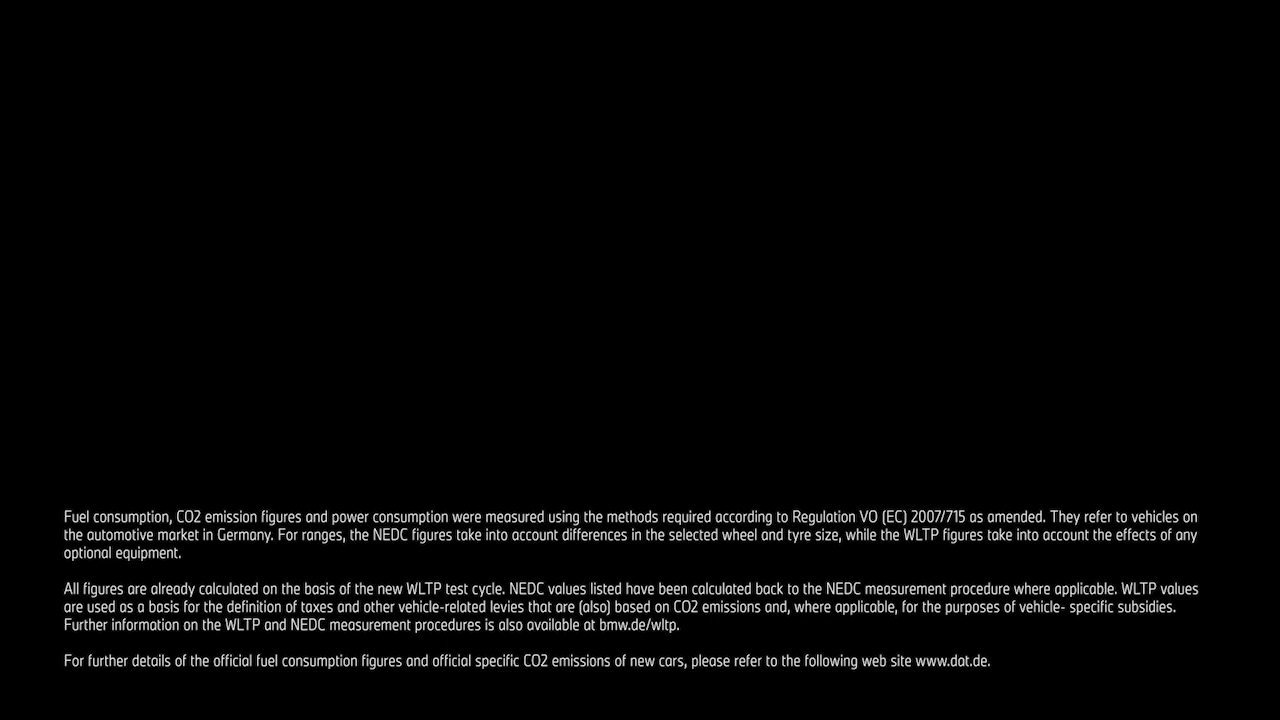 Fuel consumption, CO2 emission figures and power consumption were measured using the methods required according to Regulation VO (EC) 2007/715 as amended. They refer to vehicles on
the automotive market in Germany. For ranges, the NEDC figures take into account differences in the selected wheel and tyre size, while the WLTP figures take into account the effects of any
optional equipment.
All figures are already calculated on the basis of the new WLTP test cycle. NEDC values listed have been calculated back to the NEDC measurement procedure where applicable. WLTP values
are used as a basis for the definition of taxes and other vehicle-related levies that are (also) based on CO2 emissions and, where applicable, for the purposes of vehicle- specific subsidies.
Further information on the WLTP and NEDC measurement procedures is also available at bmw.de/wltp.
For further details of the official fuel consumption figures and official specific CO2 emissions of new cars, please refer to the following web site www.dat.de.